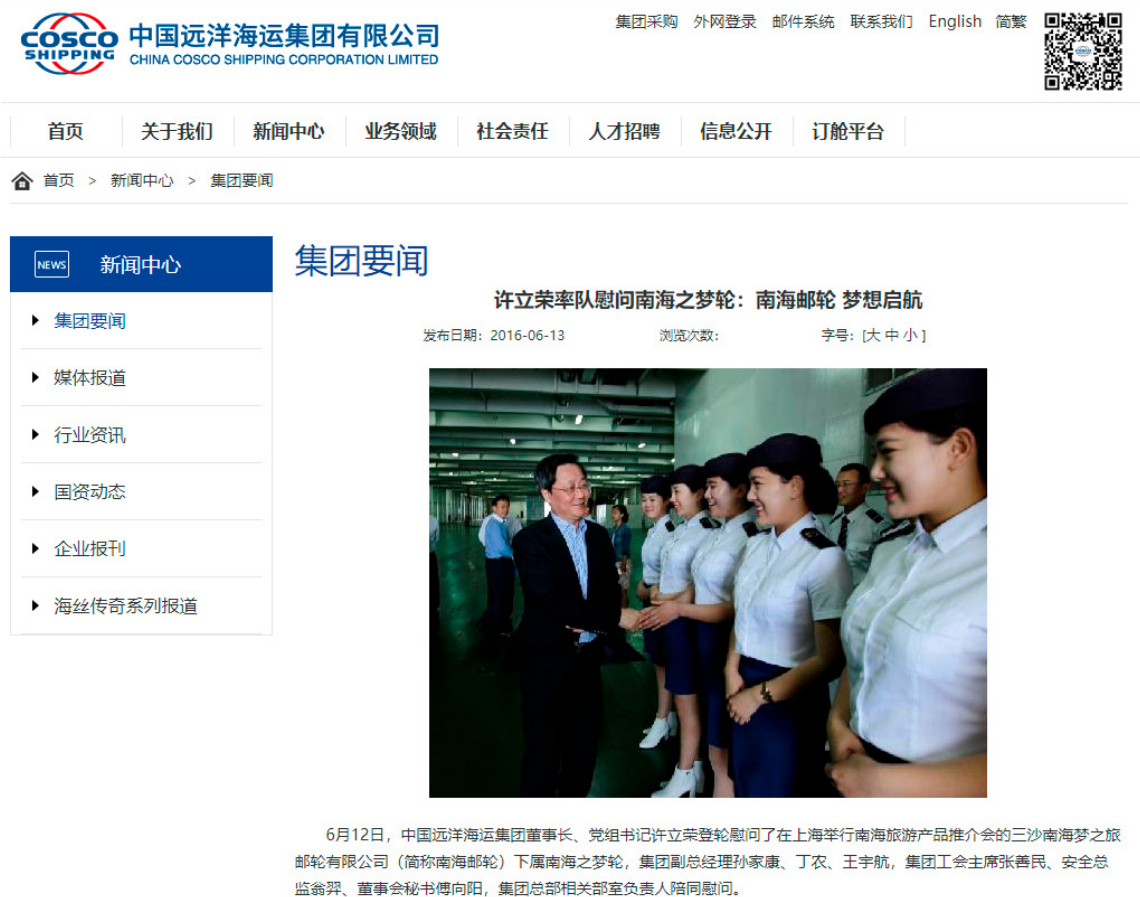 COSCO
SHIPPING
中国远洋海运集团有限公司
CHINA COSCO SHIPPING CORPORATION LIMITED
集团采购 外网登录 邮件系统 联系我们 English 简繁
首页 关于我们 新闻中心 业务领域 社会责任 人才招聘 信息公开 订舱平台
首页 > 新闻中心 > 集团要闻
NEWS 新闻中心
集团要闻
媒体报道
行业资讯
国资动态
企业报刊
海丝传奇系列报道
集团要闻
许立荣率队慰问南海之梦轮：南海邮轮 梦想启航
发布日期：2016-06-13 浏览次数： 字号：[大 中 小 ]
6月12日，中国远洋海运集团董事长、党组书记许立荣登轮慰问了在上海举行南海旅游产品推介会的三沙南海梦之旅
邮轮有限公司（简称南海邮轮）下属南海之梦轮，集团副总经理孙家康、丁农、王宇航，集团工会主席张善民、安全总
监翁羿、董事会秘书傅向阳，集团总部相关部室负责人陪同慰问。